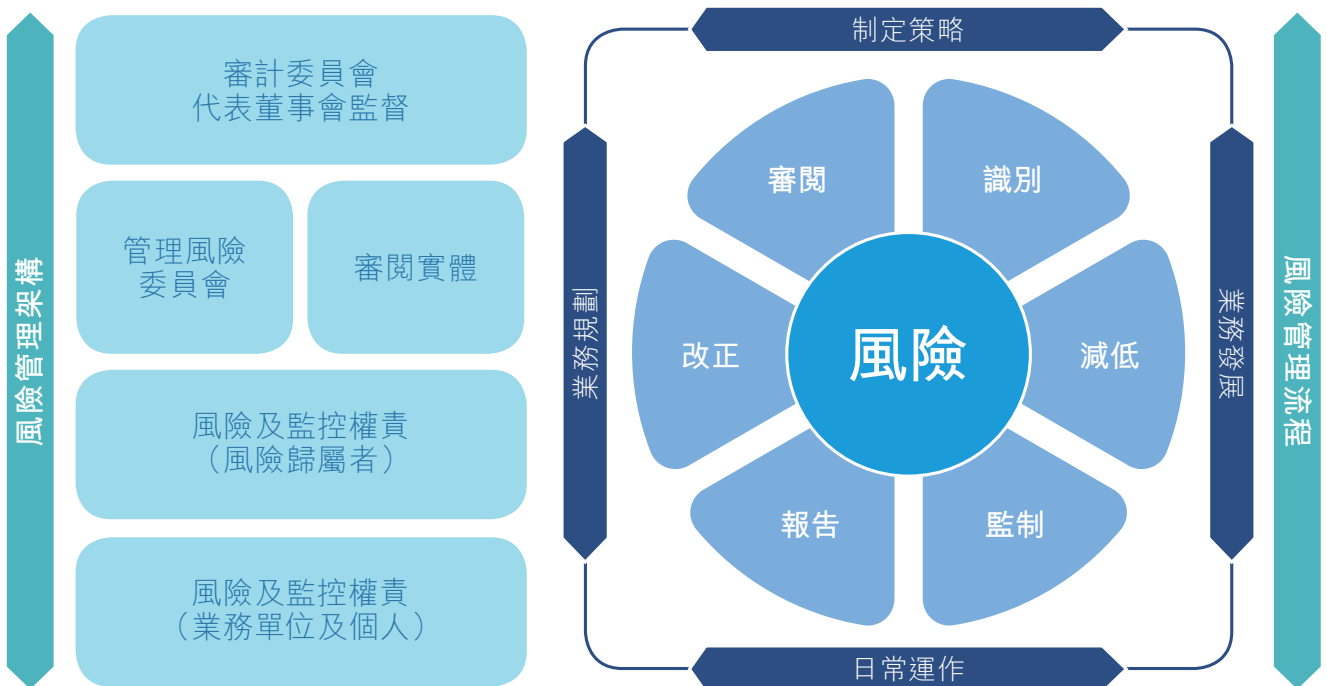 風險管理架構
審計委員會
代表董事會監督
管理風險
委員會
審閱實體
風險及監控權責
（風險歸屬者）
風險及監控權責
（業務單位及個人）
制定策略
業務規劃
審閱
識別
改正
風險
減低
報告
監制
業務發展
日常運作
風險管理流程